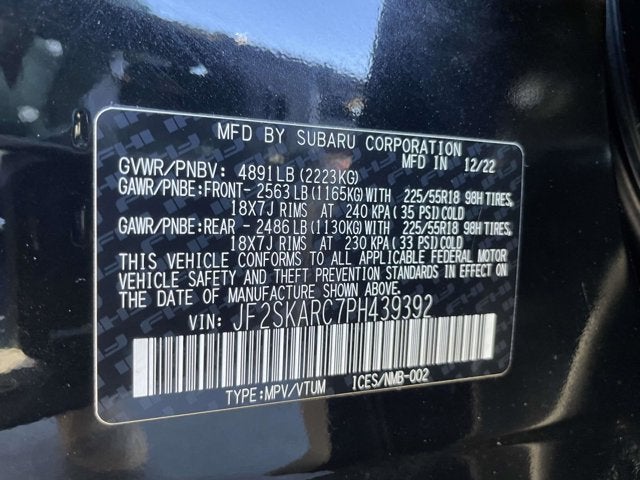 MFD BY SUBARU CORPORATION
GVWR/PNBV: 4891LB(2223KG) MFD IN 12/22
GAWR/PNBE:FRONT- 2563LB(1165KG)WITH 225/55R18 98H TIRES,
18X7J RIMS AT 240 KPA(35 PSI)COLD
GAWR/PNBE:REAR - 2486LB(1130KG)WITH 225/55R18 98H TIRES,
18X7J RIMS AT 230 KPA(33 PSI)COLD
THIS VEHICLE CONFORMS TO ALL APPLICABLE FEDERAL MOTOR
VEHICLE SAFETY AND THEFT PREVENTION STANDARDS IN EFFECT ON
THE DATE OF MANUFACTURE SHOWN ABOVE.
VIN: JF2SKARC7PH439392
TYPE:MPV/VTUM ICES/NMB-002